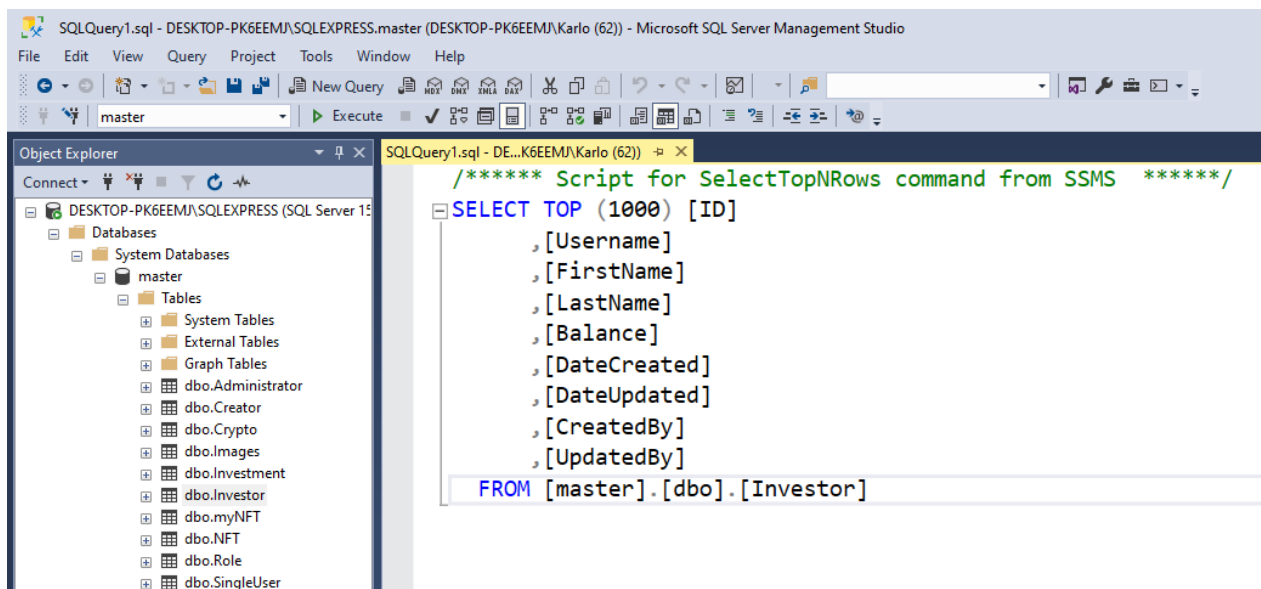 SQLQuery1.sql - DESKTOP-PK6EEMJ\SQLEXPRESS.master (DESKTOP-PK6EEMJ\Karlo (62)) - Microsoft SQL Server Management Studio
File Edit View Query Project Tools Window Help
New Query MDX DMX XMLA DAX
master Execute
Object Explorer
Connect
DESKTOP-PK6EEMJ\SQLEXPRESS (SQL Server 15
Databases
System Databases
master
Tables
System Tables
External Tables
Graph Tables
dbo.Administrator
dbo.Creator
dbo.Crypto
dbo.Images
dbo.Investment
dbo.Investor
dbo.myNFT
dbo.NFT
dbo.Role
dbo.SingleUser
SQLQuery1.sql - DE...K6EEMJ\Karlo (62))
/****** Script for SelectTopNRows command from SSMS ******/
SELECT TOP (1000) [ID]
,[Username]
,[FirstName]
,[LastName]
,[Balance]
,[DateCreated]
,[DateUpdated]
,[CreatedBy]
,[UpdatedBy]
FROM [master].[dbo].[Investor]